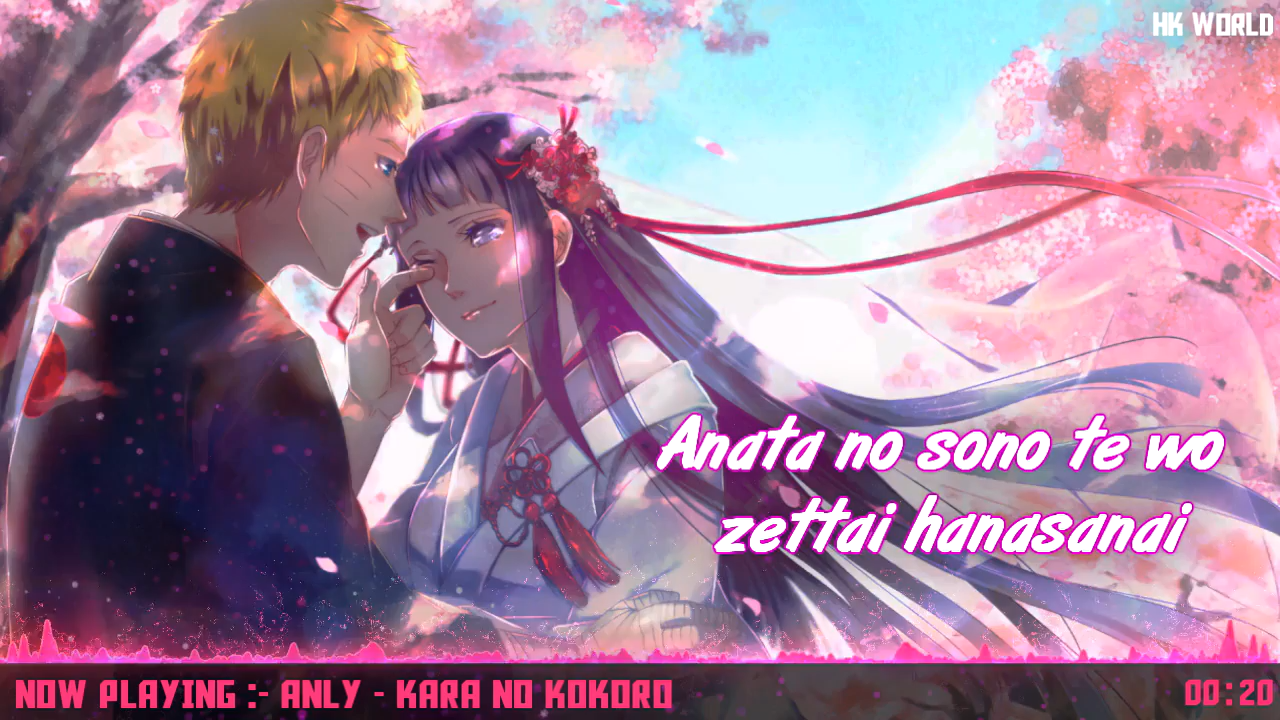 HK WORLD
Anata no sono te wo
zettai hanasanai
NOW PLAYING :- ANLY - KARA NO KOKORO
00:20